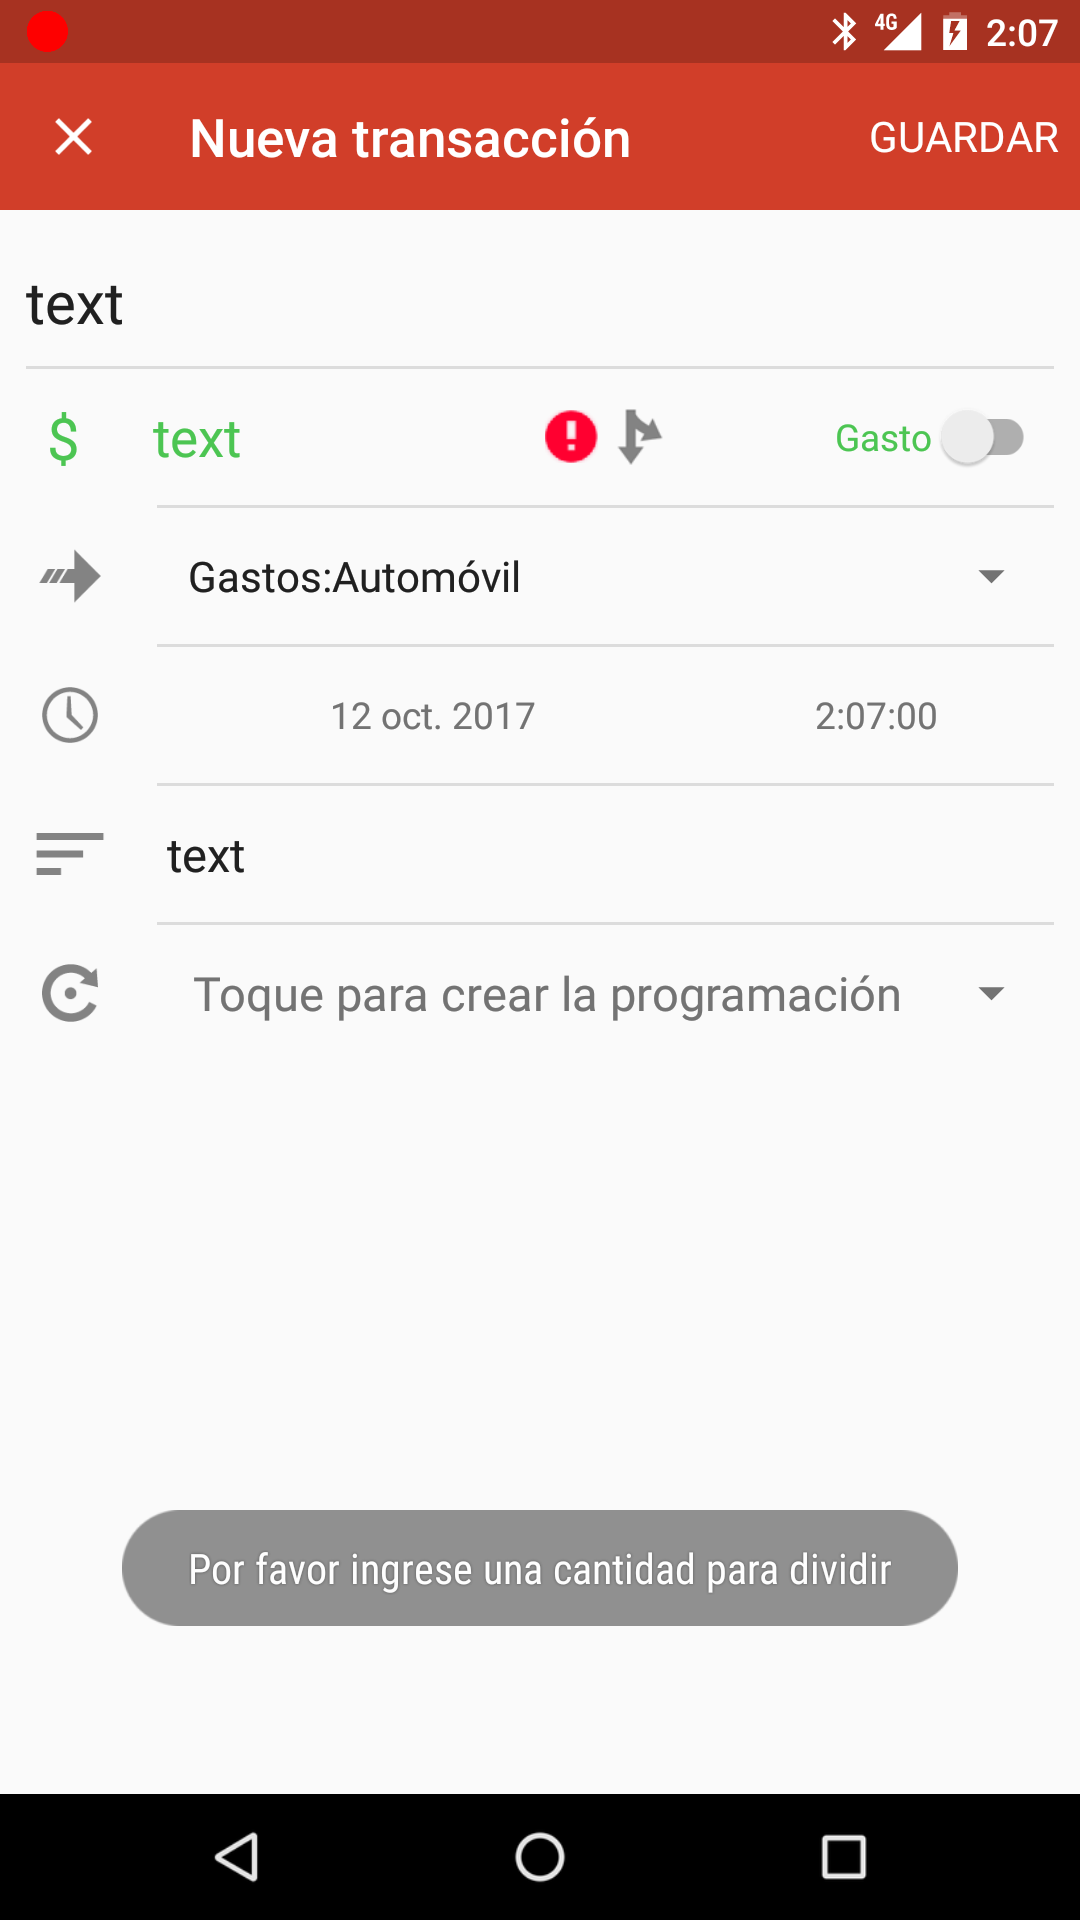 4G 2:07
Nueva transacción GUARDAR
text
$ text Gasto
Gastos:Automóvil
12 oct. 2017 2:07:00
text
Toque para crear la programación
Por favor ingrese una cantidad para dividir